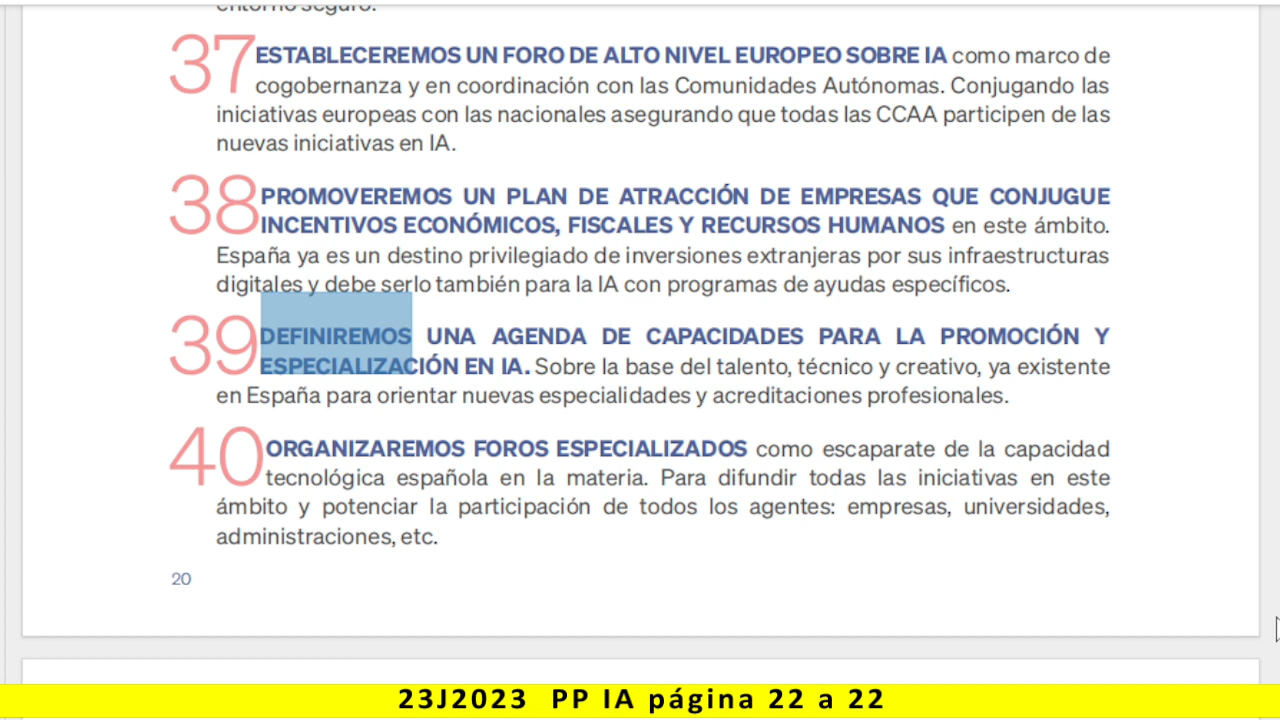 entorno seguro.
37 ESTABLECEREMOS UN FORO DE ALTO NIVEL EUROPEO SOBRE IA como marco de
cogobernanza y en coordinación con las Comunidades Autónomas. Conjugando las
iniciativas europeas con las nacionales asegurando que todas las CCAA participen de las
nuevas iniciativas en IA.
38 PROMOVEREMOS UN PLAN DE ATRACCIÓN DE EMPRESAS QUE CONJUGUE
INCENTIVOS ECONÓMICOS, FISCALES Y RECURSOS HUMANOS en este ámbito.
España ya es un destino privilegiado de inversiones extranjeras por sus infraestructuras
digitales y debe serlo también para la IA con programas de ayudas específicos.
39 DEFINIREMOS UNA AGENDA DE CAPACIDADES PARA LA PROMOCIÓN Y
ESPECIALIZACIÓN EN IA. Sobre la base del talento, técnico y creativo, ya existente
en España para orientar nuevas especialidades y acreditaciones profesionales.
40 ORGANIZAREMOS FOROS ESPECIALIZADOS como escaparate de la capacidad
tecnológica española en la materia. Para difundir todas las iniciativas en este
ámbito y potenciar la participación de todos los agentes: empresas, universidades,
administraciones, etc.
20
23J2023 PP IA página 22 a 22